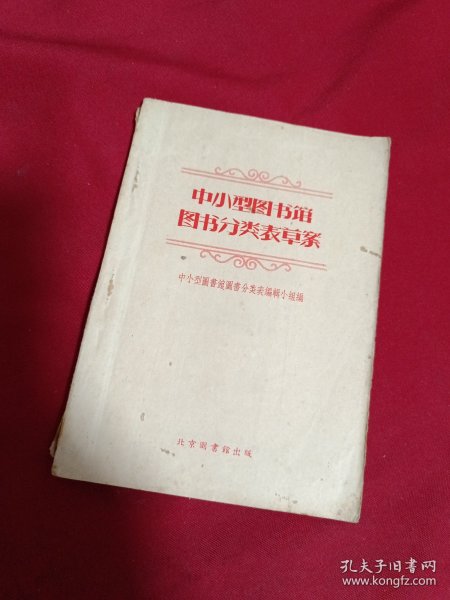 中小型图书馆
图书分类表草案
中小型圖書館圖書分类表編輯小組編
北京圖書館出版
孔夫子旧书网
www.kongfz.com